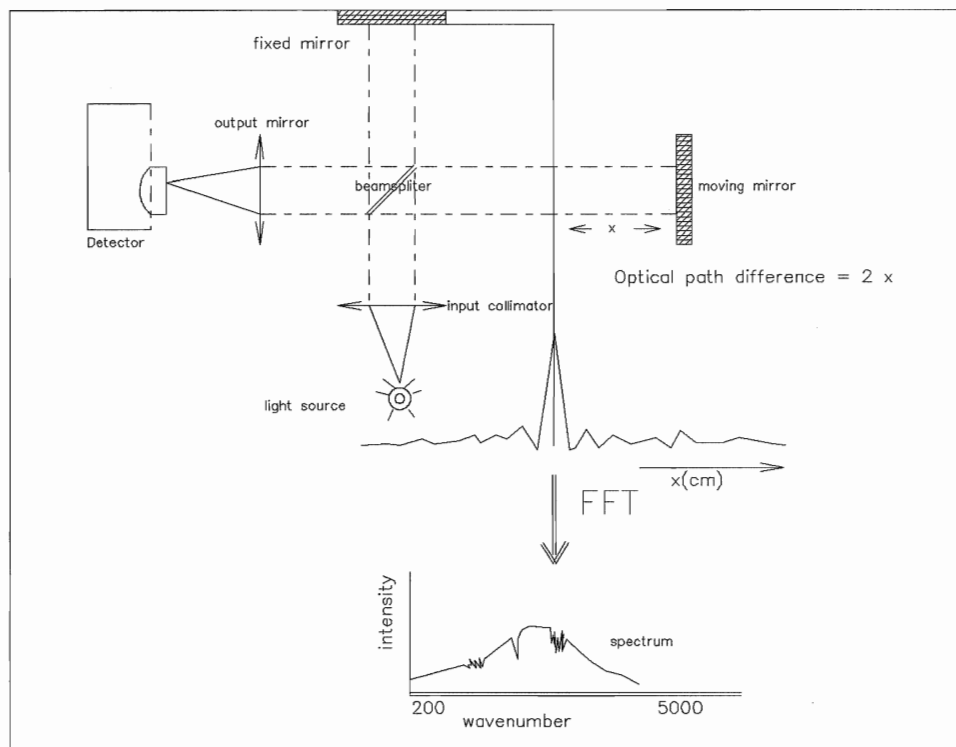 fixed mirror
output mirror
beamspliter
moving mirror
x
Detector
Optical path difference = 2 x
input collimator
light source
x(cm)
FFT
intensity
spectrum
200
5000
wavenumber